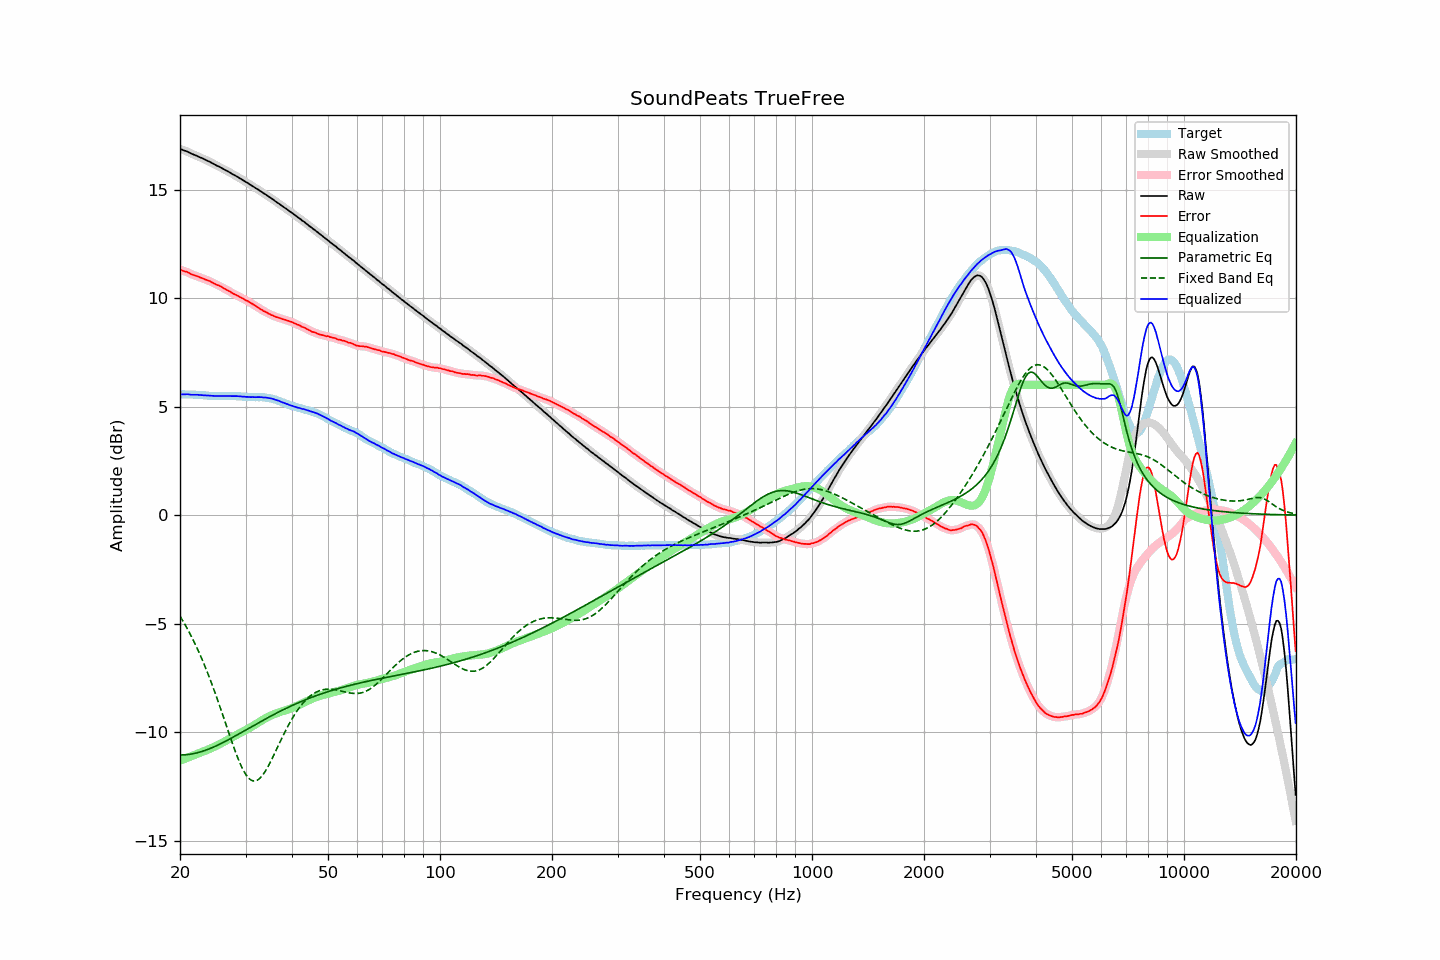 SoundPeats TrueFree
Target
Raw Smoothed
Error Smoothed
Raw
Error
Equalization
Parametric Eq
Fixed Band Eq
Equalized
Amplitude (dBr)
15
10
5
0
−5
−10
−15
20 50 100 200 500 1000 2000 5000 10000 20000
Frequency (Hz)